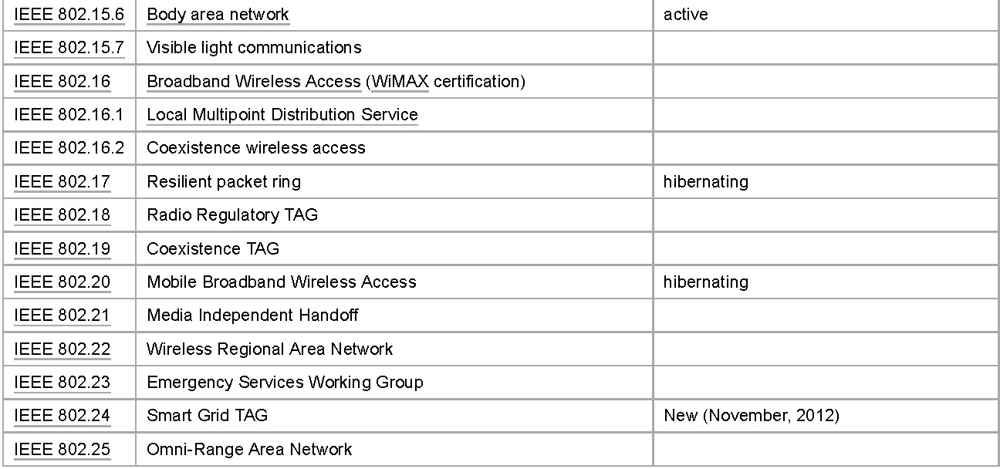 IEEE 802.15.6 Body area network active
IEEE 802.15.7 Visible light communications
IEEE 802.16 Broadband Wireless Access (WiMAX certification)
IEEE 802.16.1 Local Multipoint Distribution Service
IEEE 802.16.2 Coexistence wireless access
IEEE 802.17 Resilient packet ring hibernating
IEEE 802.18 Radio Regulatory TAG
IEEE 802.19 Coexistence TAG
IEEE 802.20 Mobile Broadband Wireless Access hibernating
IEEE 802.21 Media Independent Handoff
IEEE 802.22 Wireless Regional Area Network
IEEE 802.23 Emergency Services Working Group
IEEE 802.24 Smart Grid TAG New (November, 2012)
IEEE 802.25 Omni-Range Area Network